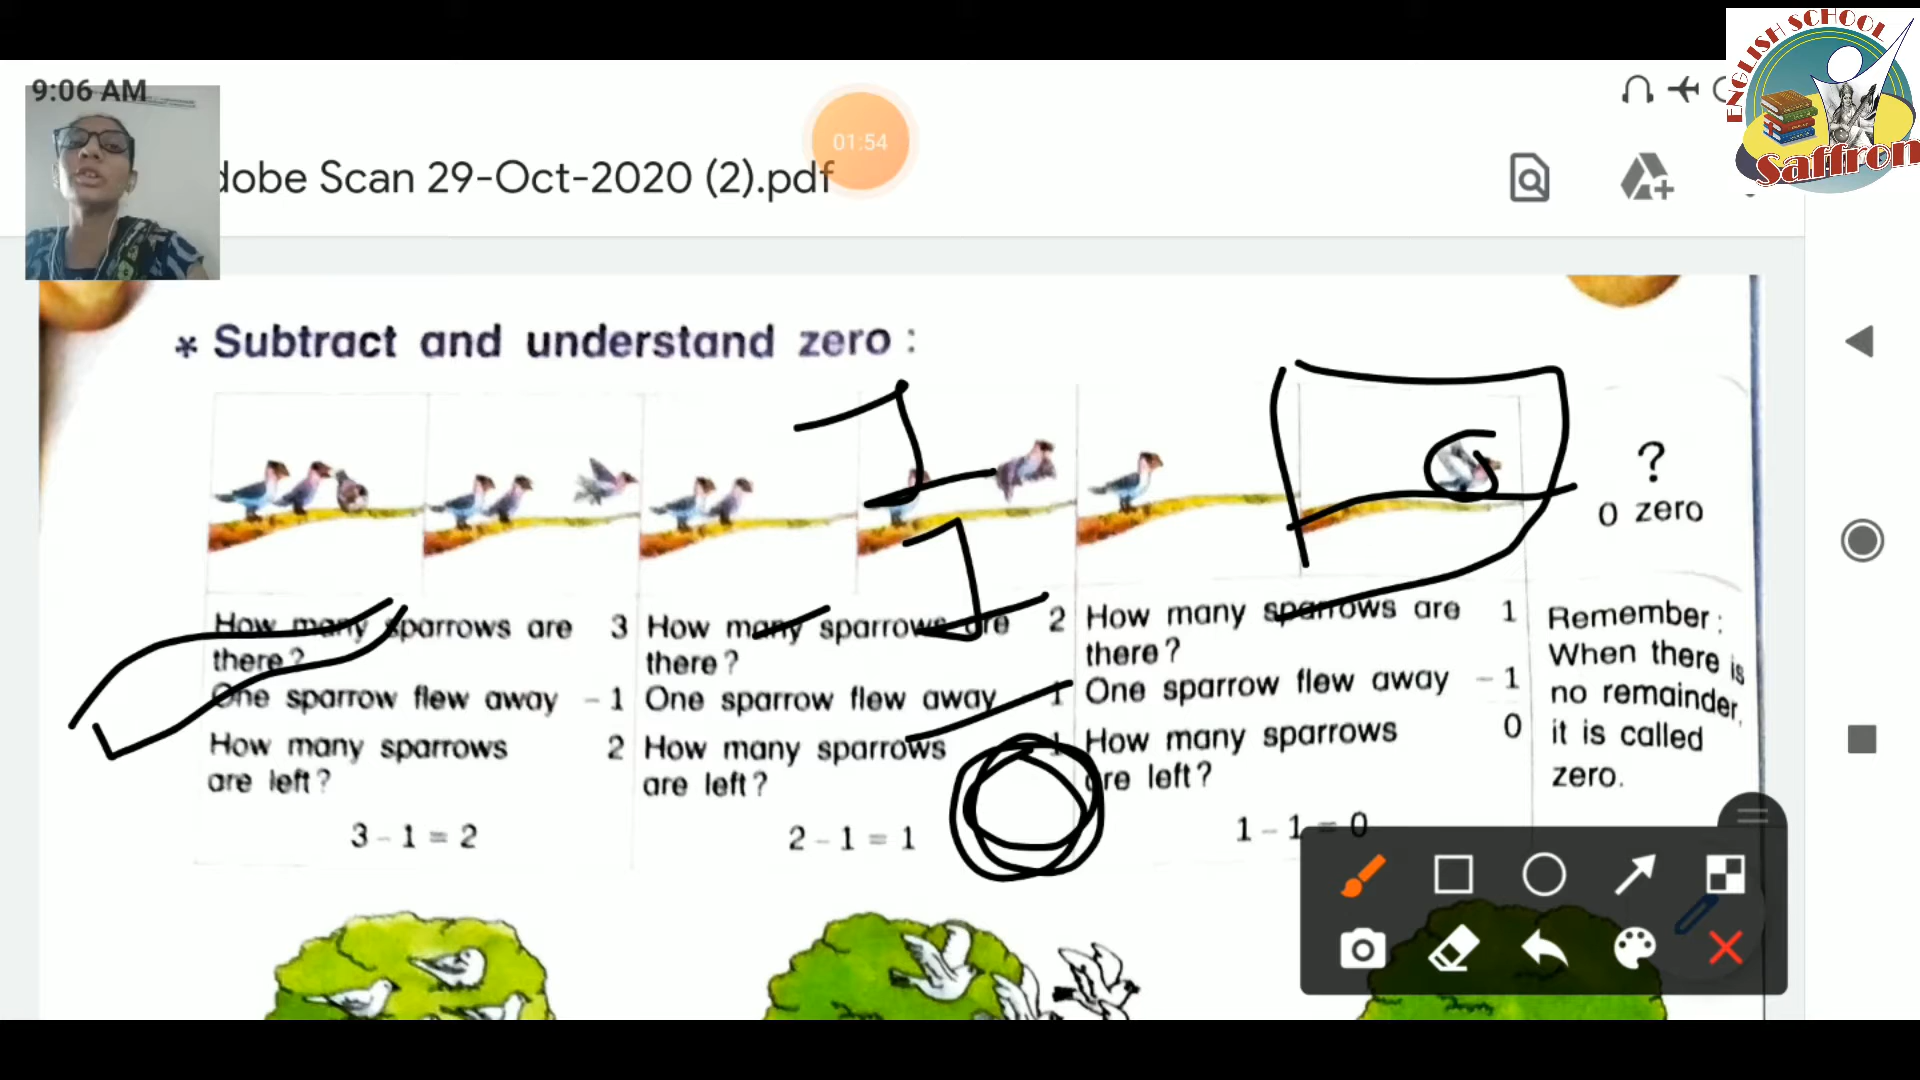 9:06 AM
01:54
dobe Scan 29-Oct-2020 (2).pdf
ENGLISH SCHOOL
Saffron
* Subtract and understand zero :
?
0 zero
How many sparrows are 3
there?
One sparrow flew away - 1
How many sparrows 2
are left?
3 - 1 = 2
How many sparrows are 2
there?
One sparrow flew away 1
How many sparrows 1
are left?
2 - 1 = 1
How many sparrows are 1
there?
One sparrow flew away - 1
How many sparrows 0
are left?
1 - 1 = 0
Remember :
When there is
no remainder,
it is called
zero.